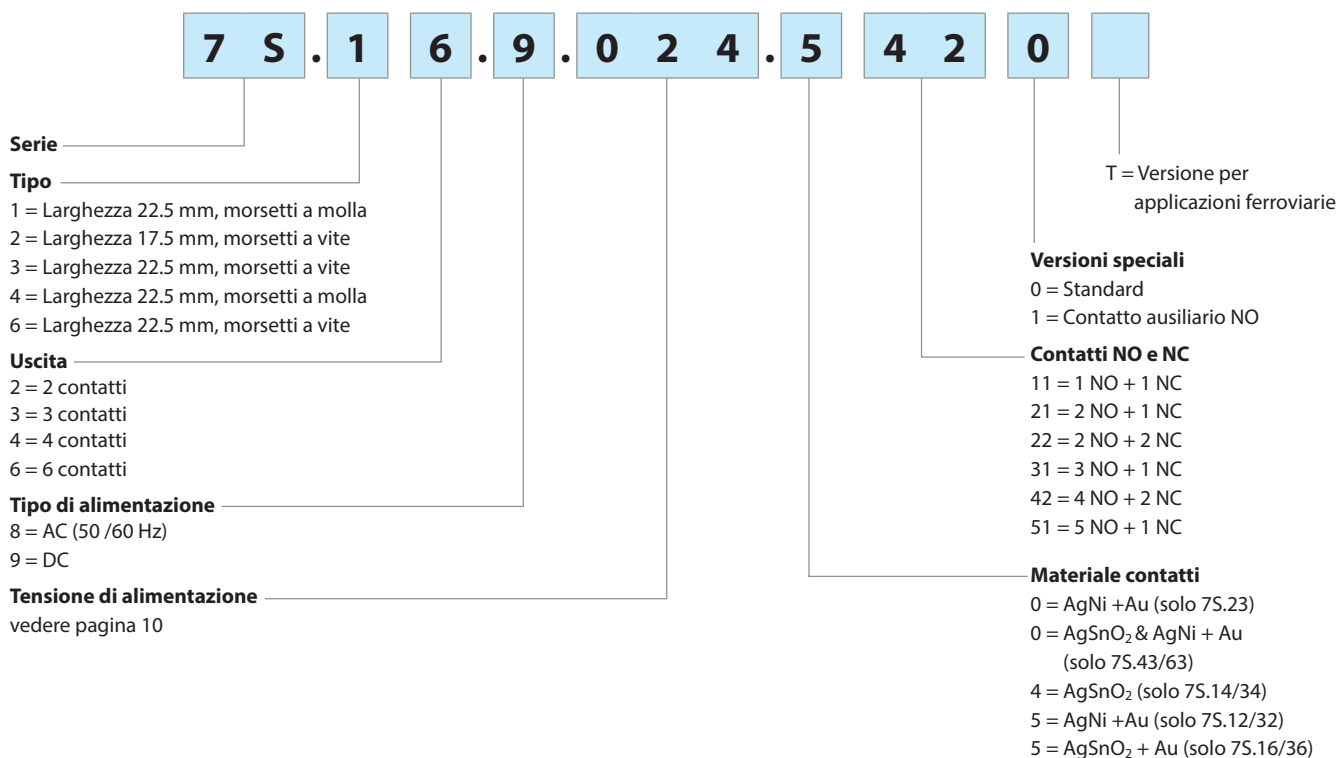 7 S . 1 6 . 9 . 0 2 4 . 5 4 2 0
Serie
Tipo
1 = Larghezza 22.5 mm, morsetti a molla
2 = Larghezza 17.5 mm, morsetti a vite
3 = Larghezza 22.5 mm, morsetti a vite
4 = Larghezza 22.5 mm, morsetti a molla
6 = Larghezza 22.5 mm, morsetti a vite
Uscita
2 = 2 contatti
3 = 3 contatti
4 = 4 contatti
6 = 6 contatti
Tipo di alimentazione
8 = AC (50 /60 Hz)
9 = DC
Tensione di alimentazione
vedere pagina 10
T = Versione per
applicazioni ferroviarie
Versioni speciali
0 = Standard
1 = Contatto ausiliario NO
Contatti NO e NC
11 = 1 NO + 1 NC
21 = 2 NO + 1 NC
22 = 2 NO + 2 NC
31 = 3 NO + 1 NC
42 = 4 NO + 2 NC
51 = 5 NO + 1 NC
Materiale contatti
0 = AgNi +Au (solo 7S.23)
0 = AgSnO₂ & AgNi + Au
(solo 7S.43/63)
4 = AgSnO₂ (solo 7S.14/34)
5 = AgNi +Au (solo 7S.12/32)
5 = AgSnO₂ + Au (solo 7S.16/36)